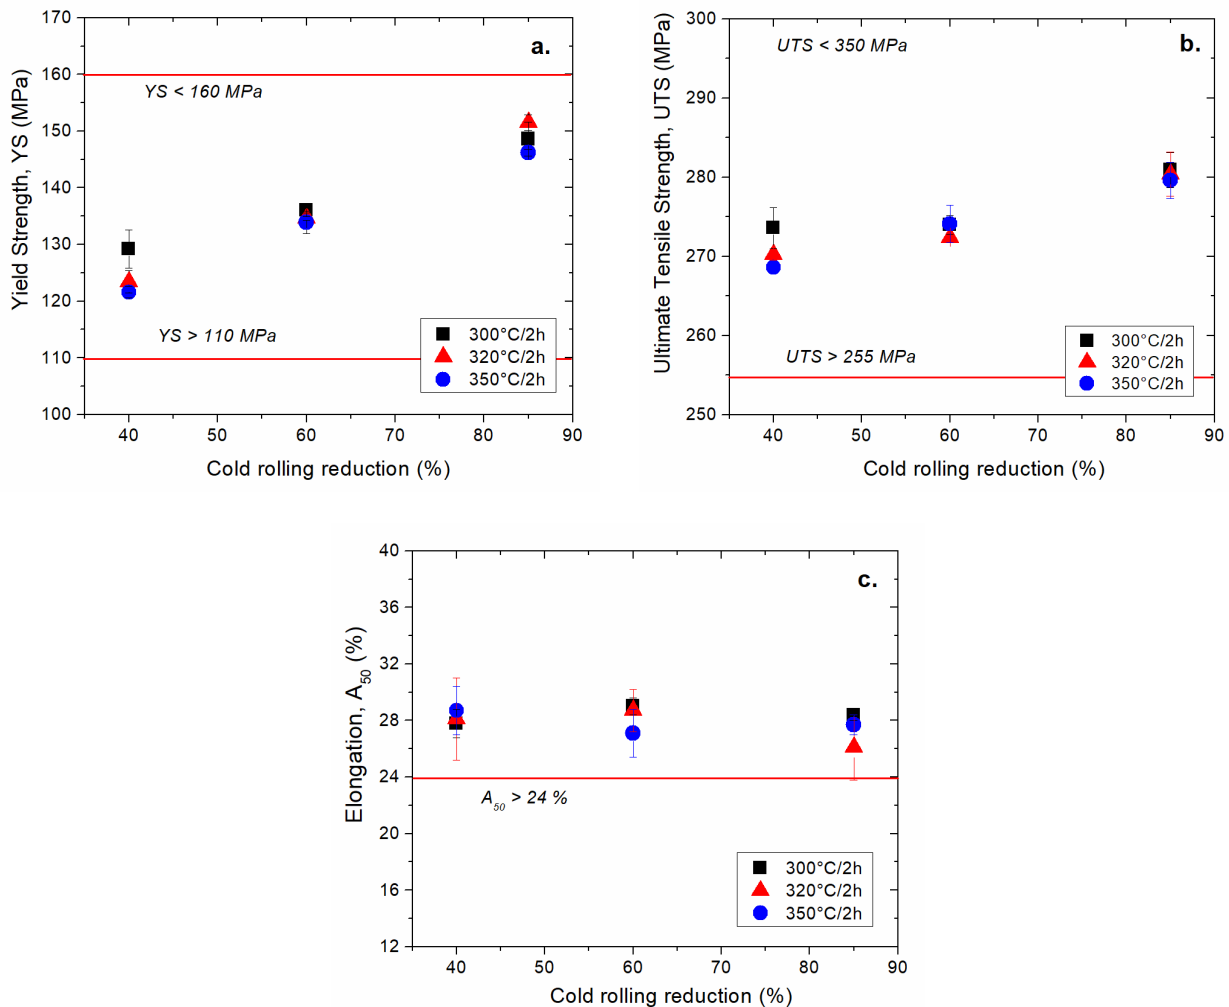 a.
170
160
150
140
130
120
110
100
Yield Strength, YS (MPa)
YS < 160 MPa
YS > 110 MPa
300°C/2h
320°C/2h
350°C/2h
40 50 60 70 80 90
Cold rolling reduction (%)
b.
300
290
280
270
260
250
Ultimate Tensile Strength, UTS (MPa)
UTS < 350 MPa
UTS > 255 MPa
300°C/2h
320°C/2h
350°C/2h
40 50 60 70 80 90
Cold rolling reduction (%)
c.
40
36
32
28
24
20
16
12
Elongation, A50 (%)
A50 > 24 %
300°C/2h
320°C/2h
350°C/2h
40 50 60 70 80 90
Cold rolling reduction (%)